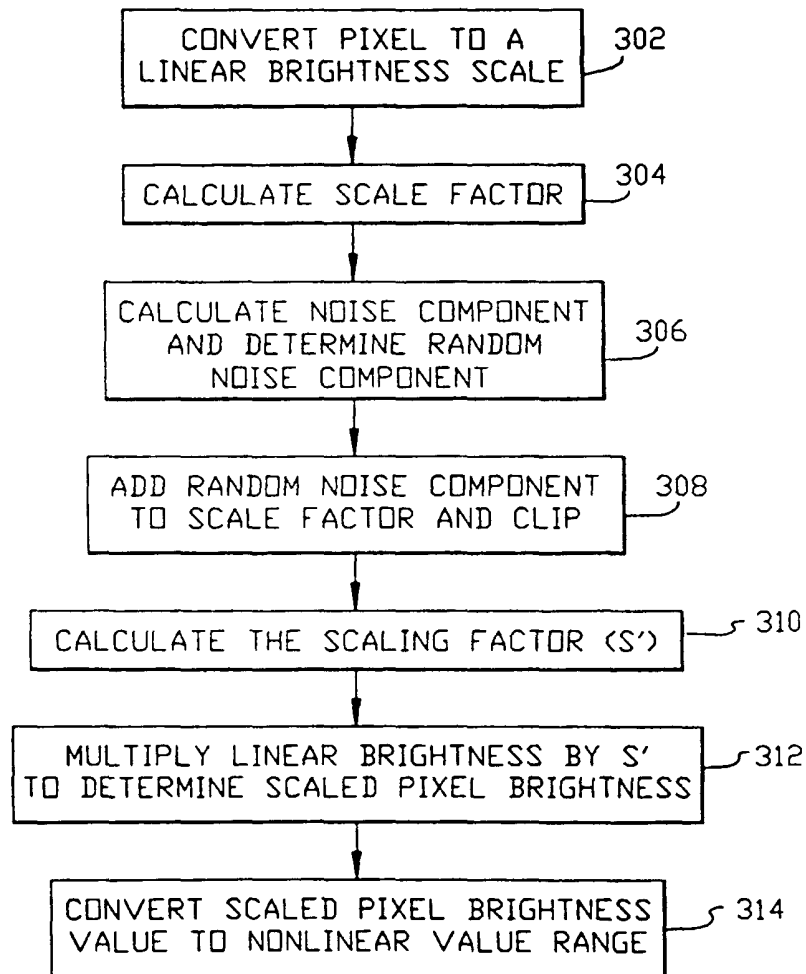 CONVERT PIXEL TO A
LINEAR BRIGHTNESS SCALE
302
CALCULATE SCALE FACTOR
304
CALCULATE NOISE COMPONENT
AND DETERMINE RANDOM
NOISE COMPONENT
306
ADD RANDOM NOISE COMPONENT
TO SCALE FACTOR AND CLIP
308
CALCULATE THE SCALING FACTOR (S')
310
MULTIPLY LINEAR BRIGHTNESS BY S'
TO DETERMINE SCALED PIXEL BRIGHTNESS
312
CONVERT SCALED PIXEL BRIGHTNESS
VALUE TO NONLINEAR VALUE RANGE
314